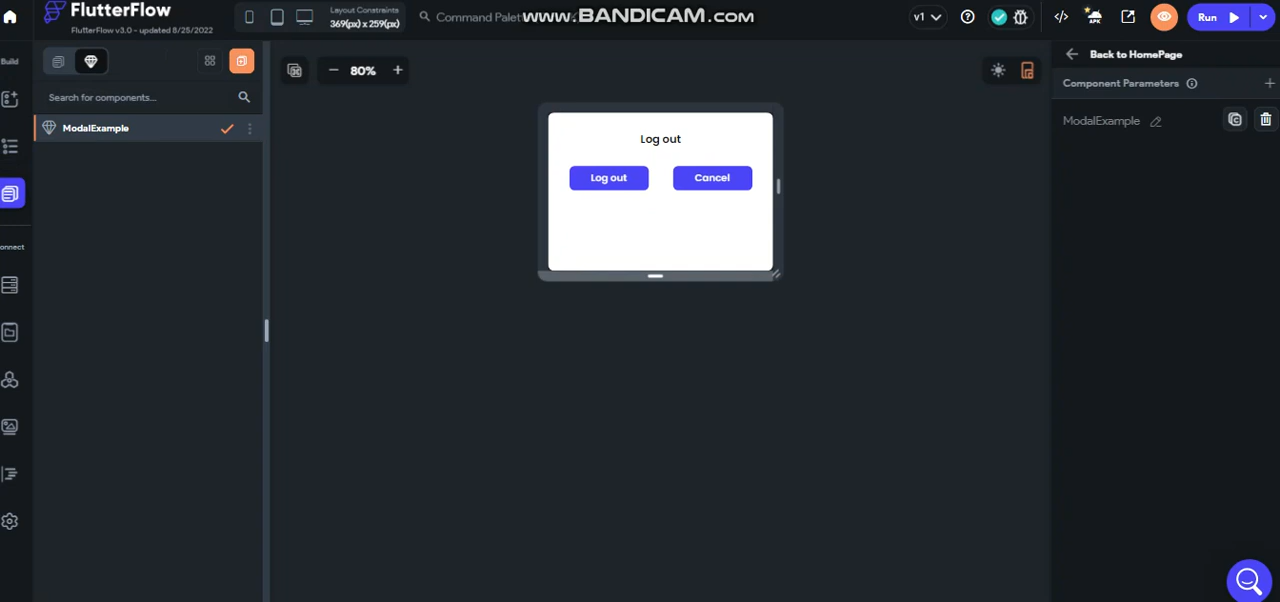 FlutterFlow
FlutterFlow v3.0 - updated 8/25/2022
Layout Constraints
369(px) x 259(px)
Command Palet
www.BANDICAM.com
v1
APK
Run
Build
80%
Back to HomePage
Search for components...
Component Parameters
ModalExample
ModalExample
Log out
Log out
Cancel
onnect